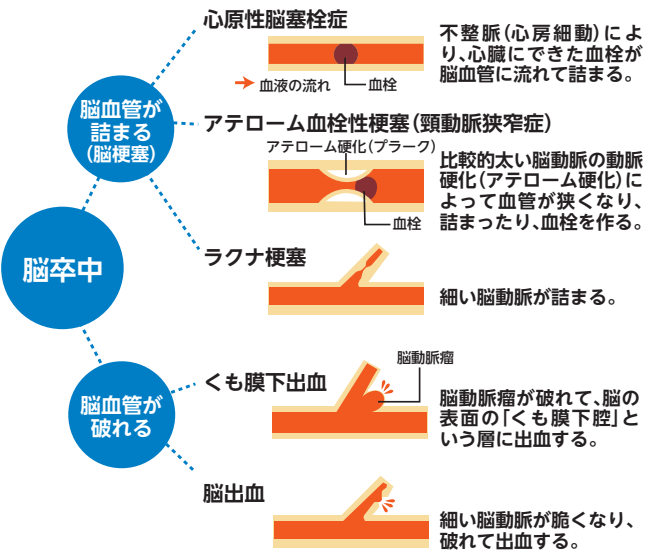 心原性脳塞栓症
血液の流れ
血栓
不整脈（心房細動）によ
り、心臓にできた血栓が
脳血管に流れて詰まる。
脳血管が
詰まる
（脳梗塞）
アテローム血栓性梗塞（頸動脈狭窄症）
アテローム硬化（プラーク）
血栓
比較的太い脳動脈の動脈
硬化（アテローム硬化）に
よって血管が狭くなり、
詰まったり、血栓を作る。
脳卒中
ラクナ梗塞
細い脳動脈が詰まる。
脳血管が
破れる
くも膜下出血
脳動脈瘤
脳動脈瘤が破れて、脳の
表面の「くも膜下腔」と
いう層に出血する。
脳出血
細い脳動脈が脆くなり、
破れて出血する。